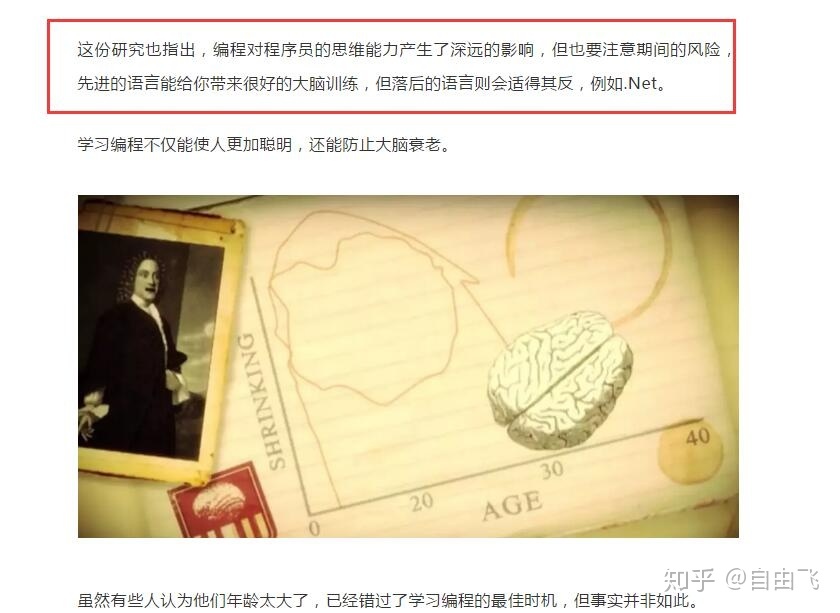 这份研究也指出，编程对程序员的思维能力产生了深远的影响，但也要注意期间的风险，
先进的语言能给你带来很好的大脑训练，但落后的语言则会适得其反，例如.Net。
学习编程不仅能使人更加聪明，还能防止大脑衰老。
SHRINKING
0
20
30
40
AGE
虽然有些人认为他们年龄太大了，已经错过了学习编程的最佳时机，但事实并非如此。
知乎 @自由飞